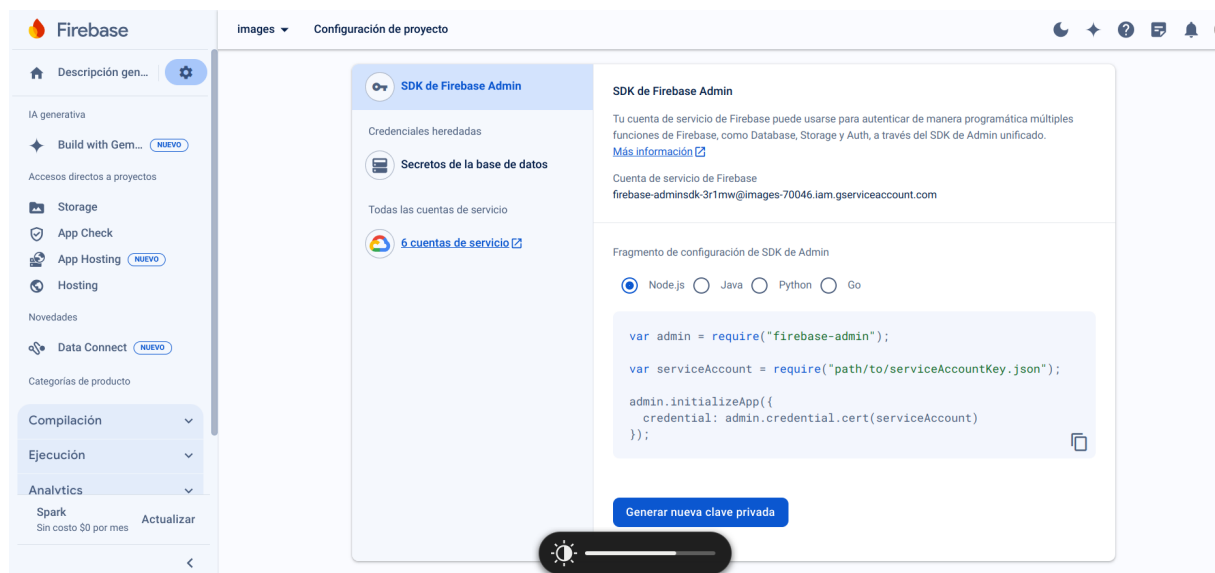 Firebase
images
Configuración de proyecto
Descripción gen...
IA generativa
Build with Gem...
NUEVO
Accesos directos a proyectos
Storage
App Check
App Hosting
NUEVO
Hosting
Novedades
Data Connect
NUEVO
Categorías de producto
Compilación
Ejecución
Analytics
Spark
Sin costo $0 por mes
Actualizar
SDK de Firebase Admin
Credenciales heredadas
Secretos de la base de datos
Todas las cuentas de servicio
6 cuentas de servicio
SDK de Firebase Admin
Tu cuenta de servicio de Firebase puede usarse para autenticar de manera programática múltiples
funciones de Firebase, como Database, Storage y Auth, a través del SDK de Admin unificado.
Más información
Cuenta de servicio de Firebase
firebase-adminsdk-3r1mw@images-70046.iam.gserviceaccount.com
Fragmento de configuración de SDK de Admin
Node.js Java Python Go
var admin = require("firebase-admin");
var serviceAccount = require("path/to/serviceAccountKey.json");
admin.initializeApp({
  credential: admin.credential.cert(serviceAccount)
});
Generar nueva clave privada